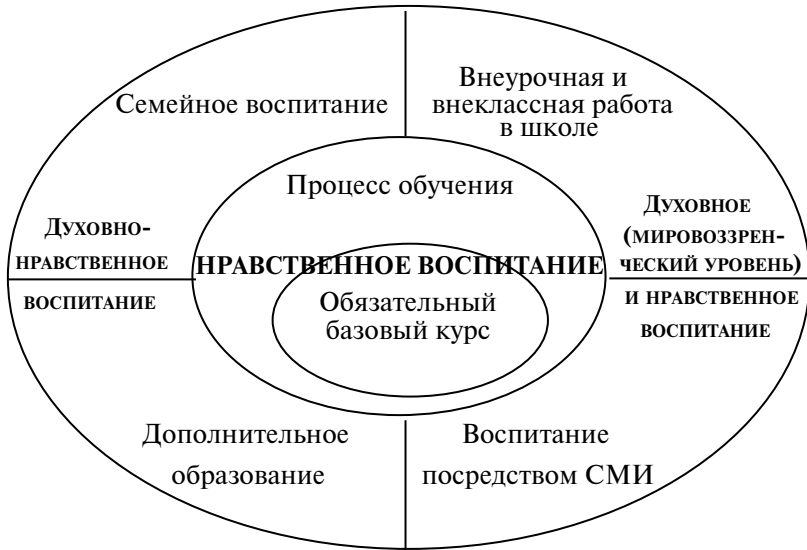 Семейное воспитание
Внеурочная и
внеклассная работа
в школе
Процесс обучения
Духовно-
нравственное
воспитание
НРАВСТВЕННОЕ ВОСПИТАНИЕ
Духовное
(мировоззрен-
ческий уровень)
и нравственное
воспитание
Обязательный
базовый курс
Дополнительное
образование
Воспитание
посредством СМИ